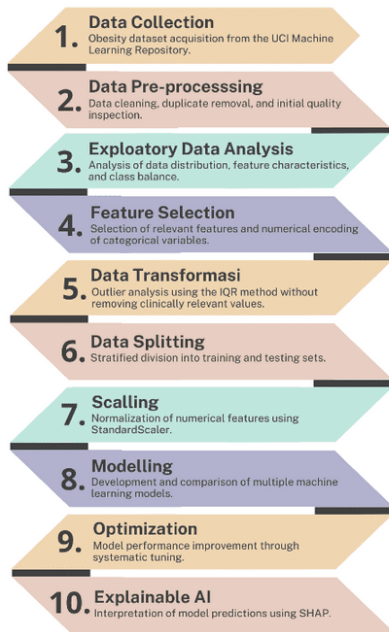 1. Data Collection
Obesity dataset acquisition from the UCI Machine
Learning Repository.
2. Data Pre-processsing
Data cleaning, duplicate removal, and initial quality
inspection.
3. Exploatory Data Analysis
Analysis of data distribution, feature characteristics,
and class balance.
4. Feature Selection
Selection of relevant features and numerical encoding
of categorical variables.
5. Data Transformasi
Outlier analysis using the IQR method without
removing clinically relevant values.
6. Data Splitting
Stratified division into training and testing sets.
7. Scalling
Normalization of numerical features using
StandardScaler.
8. Modelling
Development and comparison of multiple machine
learning models.
9. Optimization
Model performance improvement through
systematic tuning.
10. Explainable AI
Interpretation of model predictions using SHAP.